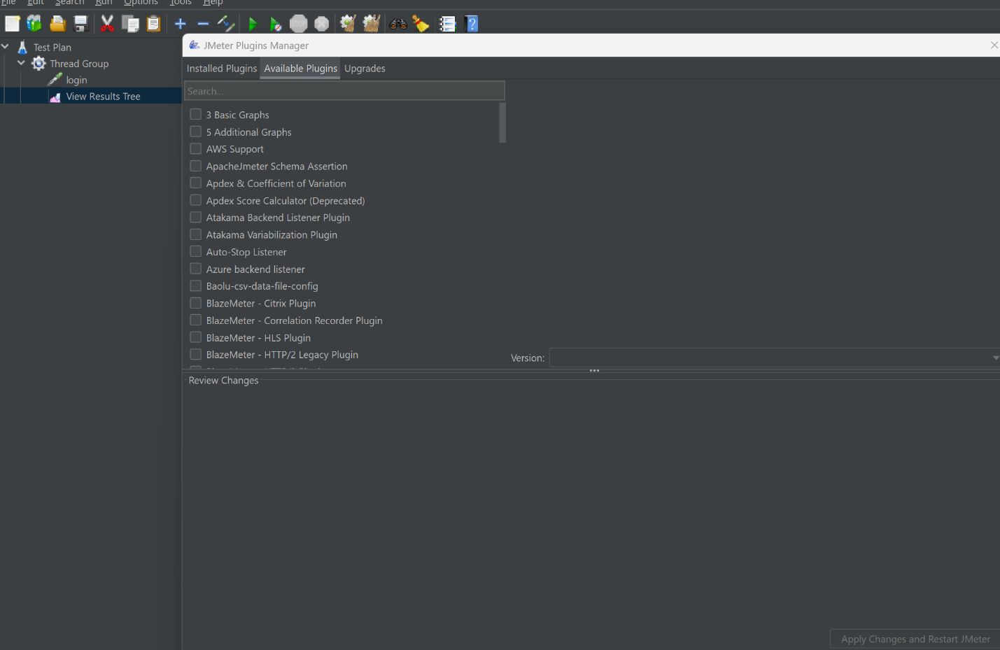 File Edit Search Run Options Tools Help
STOP
Test Plan
Thread Group
login
View Results Tree
JMeter Plugins Manager
Installed Plugins Available Plugins Upgrades
Search...
3 Basic Graphs
5 Additional Graphs
AWS Support
ApacheJmeter Schema Assertion
Apdex & Coefficient of Variation
Apdex Score Calculator (Deprecated)
Atakama Backend Listener Plugin
Atakama Variabilization Plugin
Auto-Stop Listener
Azure backend listener
Baolu-csv-data-file-config
BlazeMeter - Citrix Plugin
BlazeMeter - Correlation Recorder Plugin
BlazeMeter - HLS Plugin
BlazeMeter - HTTP/2 Legacy Plugin
Version:
Review Changes
Apply Changes and Restart JMeter